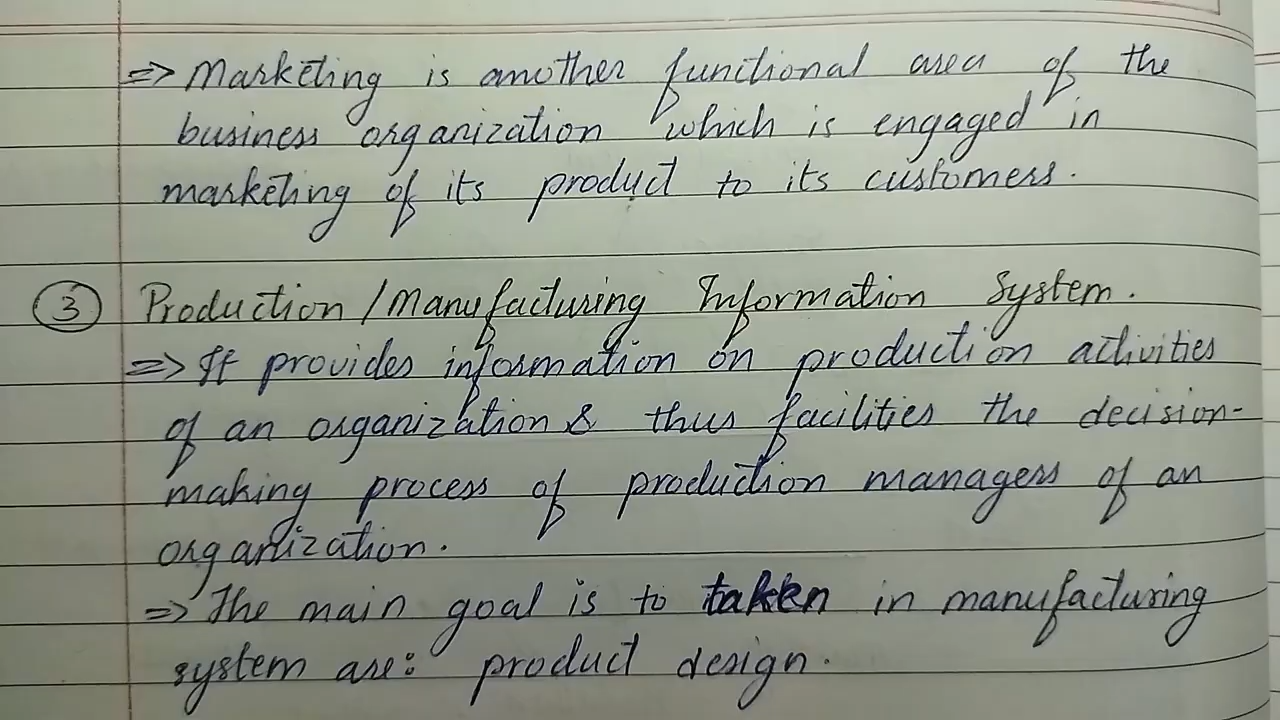 => Marketing is another functional area of the
business organization which is engaged in
marketing of its product to its customers.
③ Production/Manufacturing Information System.
=> It provides information on production activities
of an organization & thus facilities the decision-
making process of production managers of an
organization.
=> The main goal is to taken in manufacturing
system are: product design.